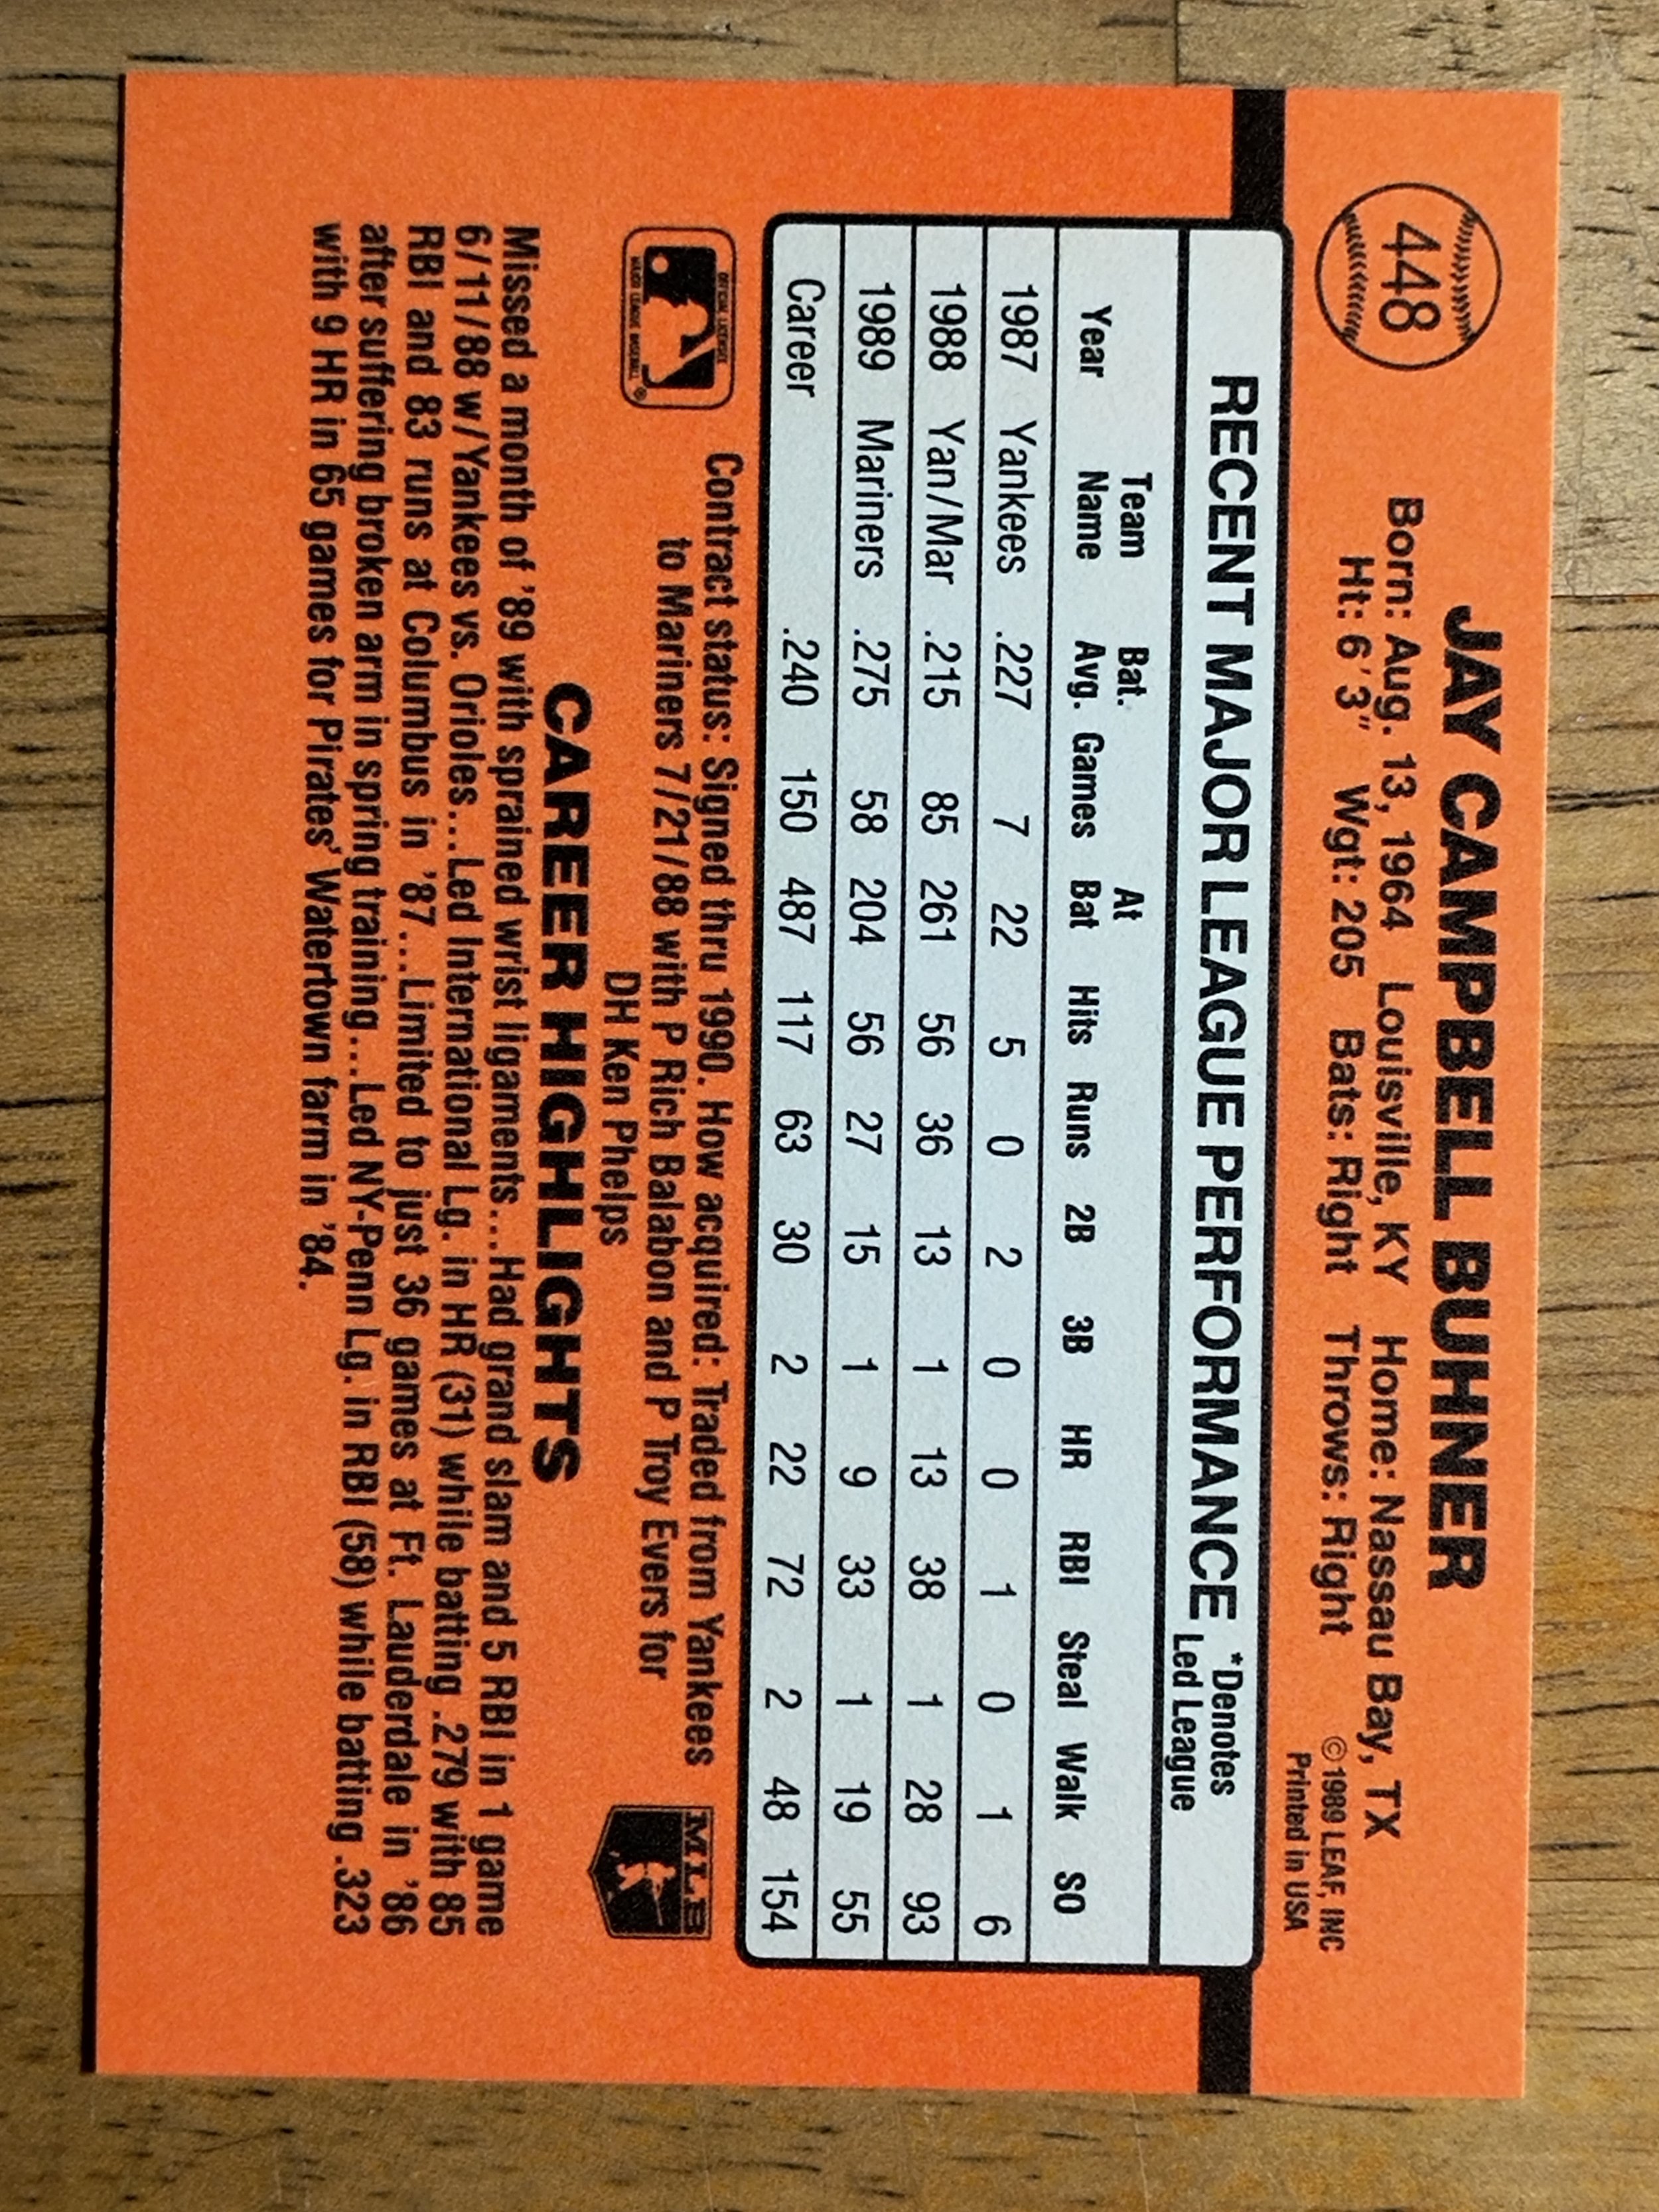 448
JAY CAMPBELL BUHNER
Born: Aug. 13, 1964 Louisville, KY Home: Nassau Bay, TX
Ht: 6'3" Wgt: 205 Bats: Right Throws: Right
©1989 LEAF, INC
Printed in USA
RECENT MAJOR LEAGUE PERFORMANCE *Denotes
Led League
Team Bat. At
Year Name Avg. Games Bat Hits Runs 2B 3B HR RBI Steal Walk SO
1987 Yankees .227 7 22 5 0 2 0 0 1 0 1 6
1988 Yan/Mar .215 85 261 56 36 13 1 13 38 1 28 93
1989 Mariners .275 58 204 56 27 15 1 9 33 1 19 55
Career .240 150 487 117 63 30 2 22 72 2 48 154
OFFICIAL LICENSEE
MAJOR LEAGUE BASEBALL ®
Contract status: Signed thru 1990. How acquired: Traded from Yankees
to Mariners 7/21/88 with P Rich Balabon and P Troy Evers for
DH Ken Phelps
MLB
CAREER HIGHLIGHTS
Missed a month of '89 with sprained wrist ligaments...Had grand slam and 5 RBI in 1 game
6/11/88 w/Yankees vs. Orioles...Led International Lg. in HR (31) while batting .279 with 85
RBI and 83 runs at Columbus in '87...Limited to just 36 games at Ft. Lauderdale in '86
after suffering broken arm in spring training...Led NY-Penn Lg. in RBI (58) while batting .323
with 9 HR in 65 games for Pirates' Watertown farm in '84.